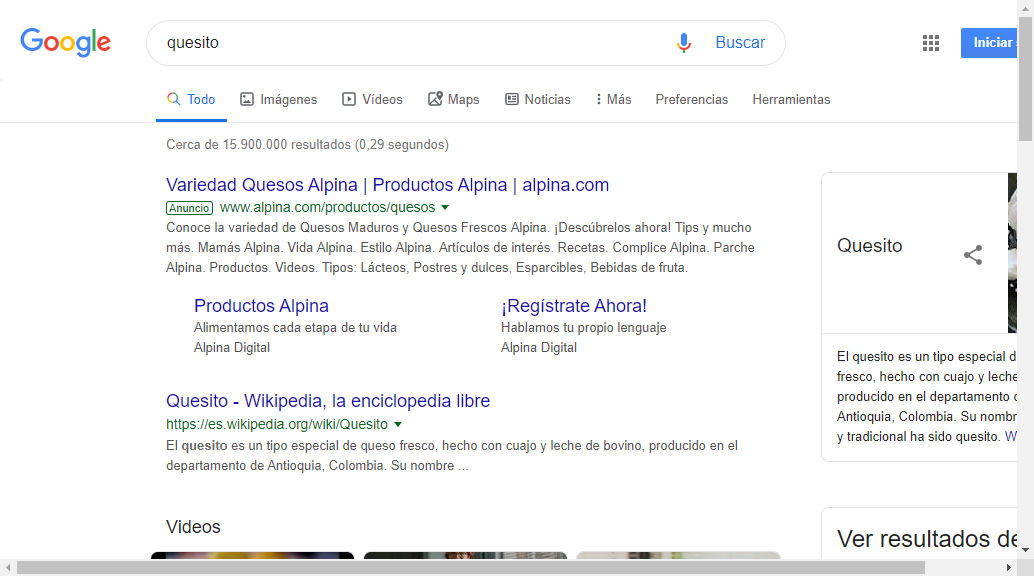 Google
quesito
Buscar
Iniciar
Todo
Imágenes
Vídeos
Maps
Noticias
Más
Preferencias
Herramientas
Cerca de 15.900.000 resultados (0,29 segundos)
Variedad Quesos Alpina | Productos Alpina | alpina.com
Anuncio www.alpina.com/productos/quesos
Conoce la variedad de Quesos Maduros y Quesos Frescos Alpina. ¡Descúbrelos ahora! Tips y mucho
más. Mamás Alpina. Vida Alpina. Estilo Alpina. Artículos de interés. Recetas. Complice Alpina. Parche
Alpina. Productos. Videos. Tipos: Lácteos, Postres y dulces, Esparcibles, Bebidas de fruta.
Productos Alpina
Alimentamos cada etapa de tu vida
Alpina Digital
¡Regístrate Ahora!
Hablamos tu propio lenguaje
Alpina Digital
Quesito - Wikipedia, la enciclopedia libre
https://es.wikipedia.org/wiki/Quesito
El quesito es un tipo especial de queso fresco, hecho con cuajo y leche de bovino, producido en el
departamento de Antioquia, Colombia. Su nombre ...
Videos
Quesito
El quesito es un tipo especial d
fresco, hecho con cuajo y leche
producido en el departamento
Antioquia, Colombia. Su nombr
y tradicional ha sido quesito. W
Ver resultados de